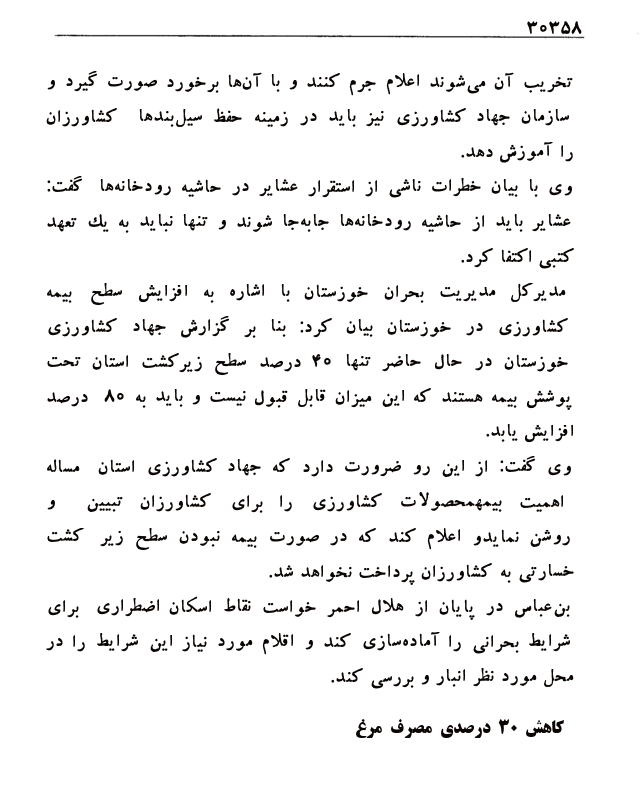 ۳۰۳۵۸
تخریب آن می‌شوند اعلام جرم کنند و با آن‌ها برخورد صورت گیرد و
سازمان جهاد کشاورزی نیز باید در زمینه حفظ سیل‌بندها کشاورزان
را آموزش دهد.
وی با بیان خطرات ناشی از استقرار عشایر در حاشیه رودخانه‌ها گفت:
عشایر باید از حاشیه رودخانه‌ها جابه‌جا شوند و تنها نباید به یك تعهد
کتبی اکتفا کرد.
مدیرکل مدیریت بحران خوزستان با اشاره به افزایش سطح بیمه
کشاورزی در خوزستان بیان کرد: بنا بر گزارش جهاد کشاورزی
خوزستان در حال حاضر تنها ۴۰ درصد سطح زیرکشت استان تحت
پوشش بیمه هستند که این میزان قابل قبول نیست و باید به ۸۰ درصد
افزایش یابد.
وی گفت: از این رو ضرورت دارد که جهاد کشاورزی استان مساله
اهمیت بیمهمحصولات کشاورزی را برای کشاورزان تبیین و
روشن نمایدو اعلام کند که در صورت بیمه نبودن سطح زیر کشت
خسارتی به کشاورزان پرداخت نخواهد شد.
بن‌عباس در پایان از هلال احمر خواست نقاط اسکان اضطراری برای
شرایط بحرانی را آماده‌سازی کند و اقلام مورد نیاز این شرایط را در
محل مورد نظر انبار و بررسی کند.
کاهش ۳۰ درصدی مصرف مرغ